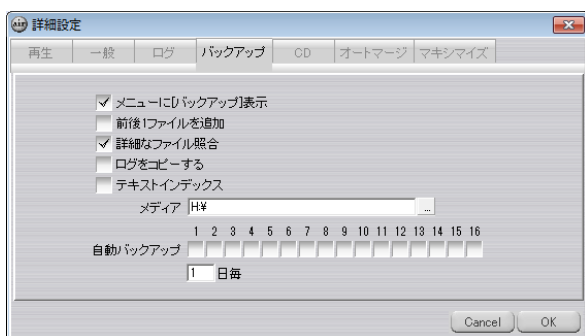 詳細設定
再生 一般 ログ バックアップ CD オートマージ マキシマイズ
メニューに[バックアップ]表示
前後1ファイルを追加
詳細なファイル照合
ログをコピーする
テキストインデックス
メディア H:¥ ...
1 2 3 4 5 6 7 8 9 10 11 12 13 14 15 16
自動バックアップ
1 日毎
Cancel OK